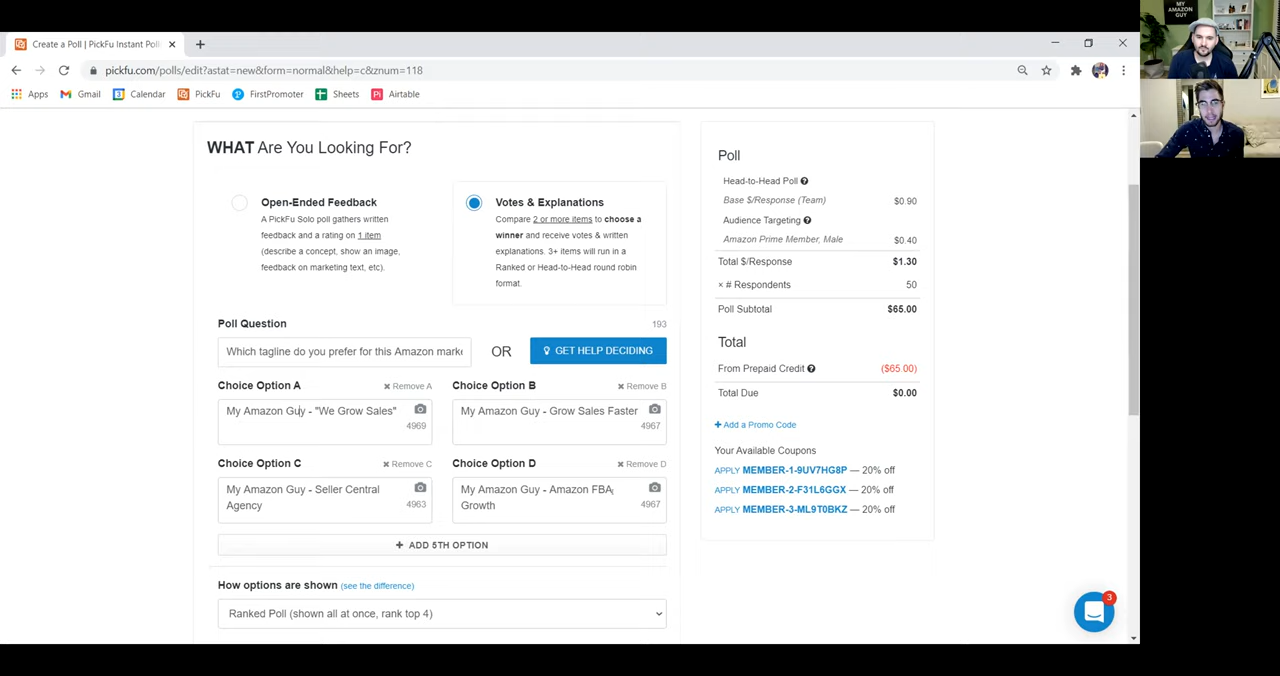 Create a Poll | PickFu Instant Poll
pickfu.com/polls/edit?astat=new&form=normal&help=c&znum=118
Apps
Gmail
Calendar
PickFu
FirstPromoter
Sheets
Airtable
MY
AMAZON
GUY
WHAT Are You Looking For?
Open-Ended Feedback
A PickFu Solo poll gathers written
feedback and a rating on 1 item
(describe a concept, show an image,
feedback on marketing text, etc).
Votes & Explanations
Compare 2 or more items to choose a
winner and receive votes & written
explanations. 3+ items will run in a
Ranked or Head-to-Head round robin
format.
Poll Question
193
Which tagline do you prefer for this Amazon marke
OR
GET HELP DECIDING
Choice Option A
Remove A
My Amazon Guy - "We Grow Sales"
4969
Choice Option B
Remove B
My Amazon Guy - Grow Sales Faster
4967
Choice Option C
Remove C
My Amazon Guy - Seller Central
Agency
4963
Choice Option D
Remove D
My Amazon Guy - Amazon FBA
Growth
4967
+ ADD 5TH OPTION
How options are shown (see the difference)
Ranked Poll (shown all at once, rank top 4)
Poll
Head-to-Head Poll
Base $/Response (Team) $0.90
Audience Targeting
Amazon Prime Member, Male $0.40
Total $/Response $1.30
× # Respondents 50
Poll Subtotal $65.00
Total
From Prepaid Credit ($65.00)
Total Due $0.00
+ Add a Promo Code
Your Available Coupons
APPLY MEMBER-1-9UV7HG8P — 20% off
APPLY MEMBER-2-F31L6GGX — 20% off
APPLY MEMBER-3-ML9T0BKZ — 20% off
3